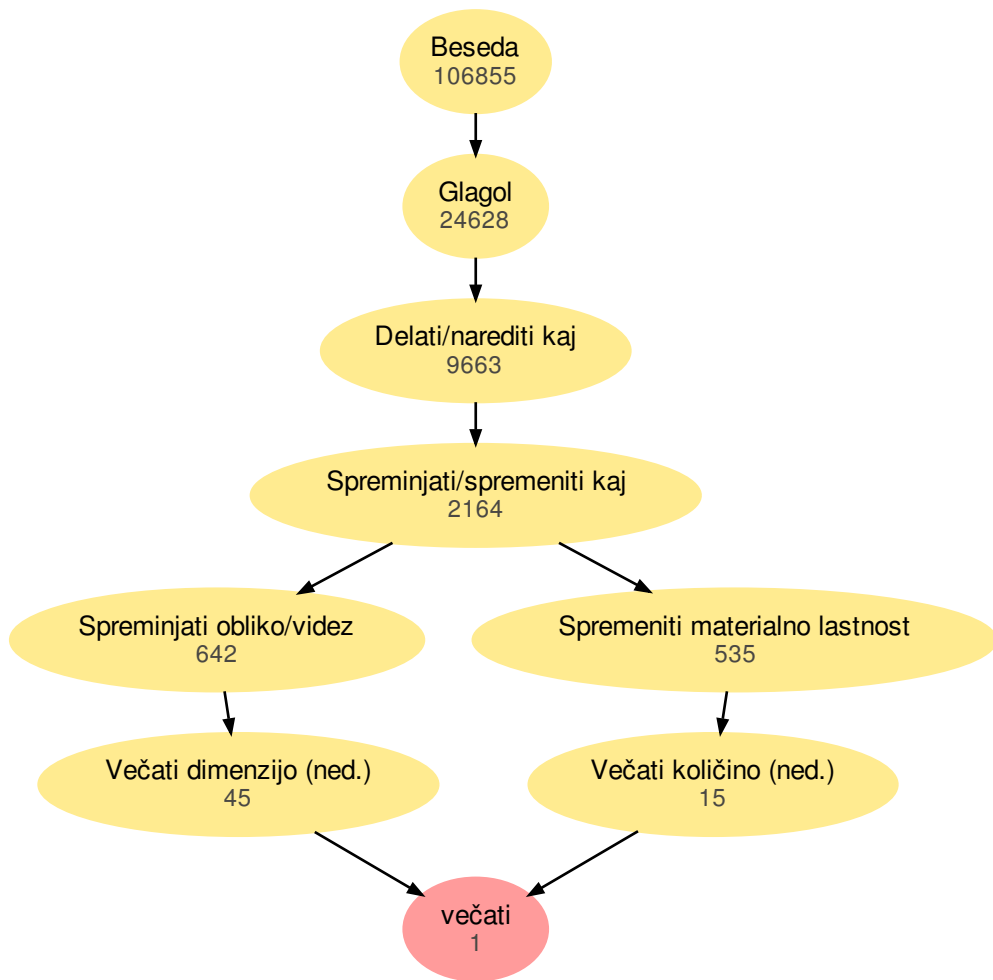 Beseda
106855
Glagol
24628
Delati/narediti kaj
9663
Spreminjati/spremeniti kaj
2164
Spreminjati obliko/videz
642
Spremeniti materialno lastnost
535
Večati dimenzijo (ned.)
45
Večati količino (ned.)
15
večati
1